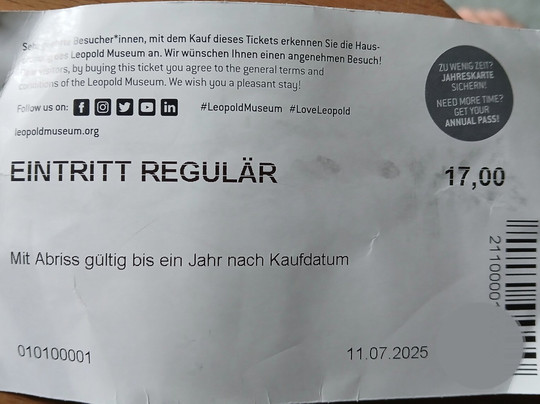 Besucher*innen, mit dem Kauf dieses Tickets erkennen Sie die Haus-
des Leopold Museum an. Wir wünschen Ihnen einen angenehmen Besuch!
by buying this ticket you agree to the general terms and
conditions of the Leopold Museum. We wish you a pleasant stay!
Follow us on: #LeopoldMuseum #LoveLeopold
leopoldmuseum.org
ZU WENIG ZEIT?
JAHRESKARTE
SICHERN!
NEED MORE TIME?
GET YOUR
ANNUAL PASS!
EINTRITT REGULÄR 17,00
Mit Abriss gültig bis ein Jahr nach Kaufdatum
2110000
010100001 11.07.2025